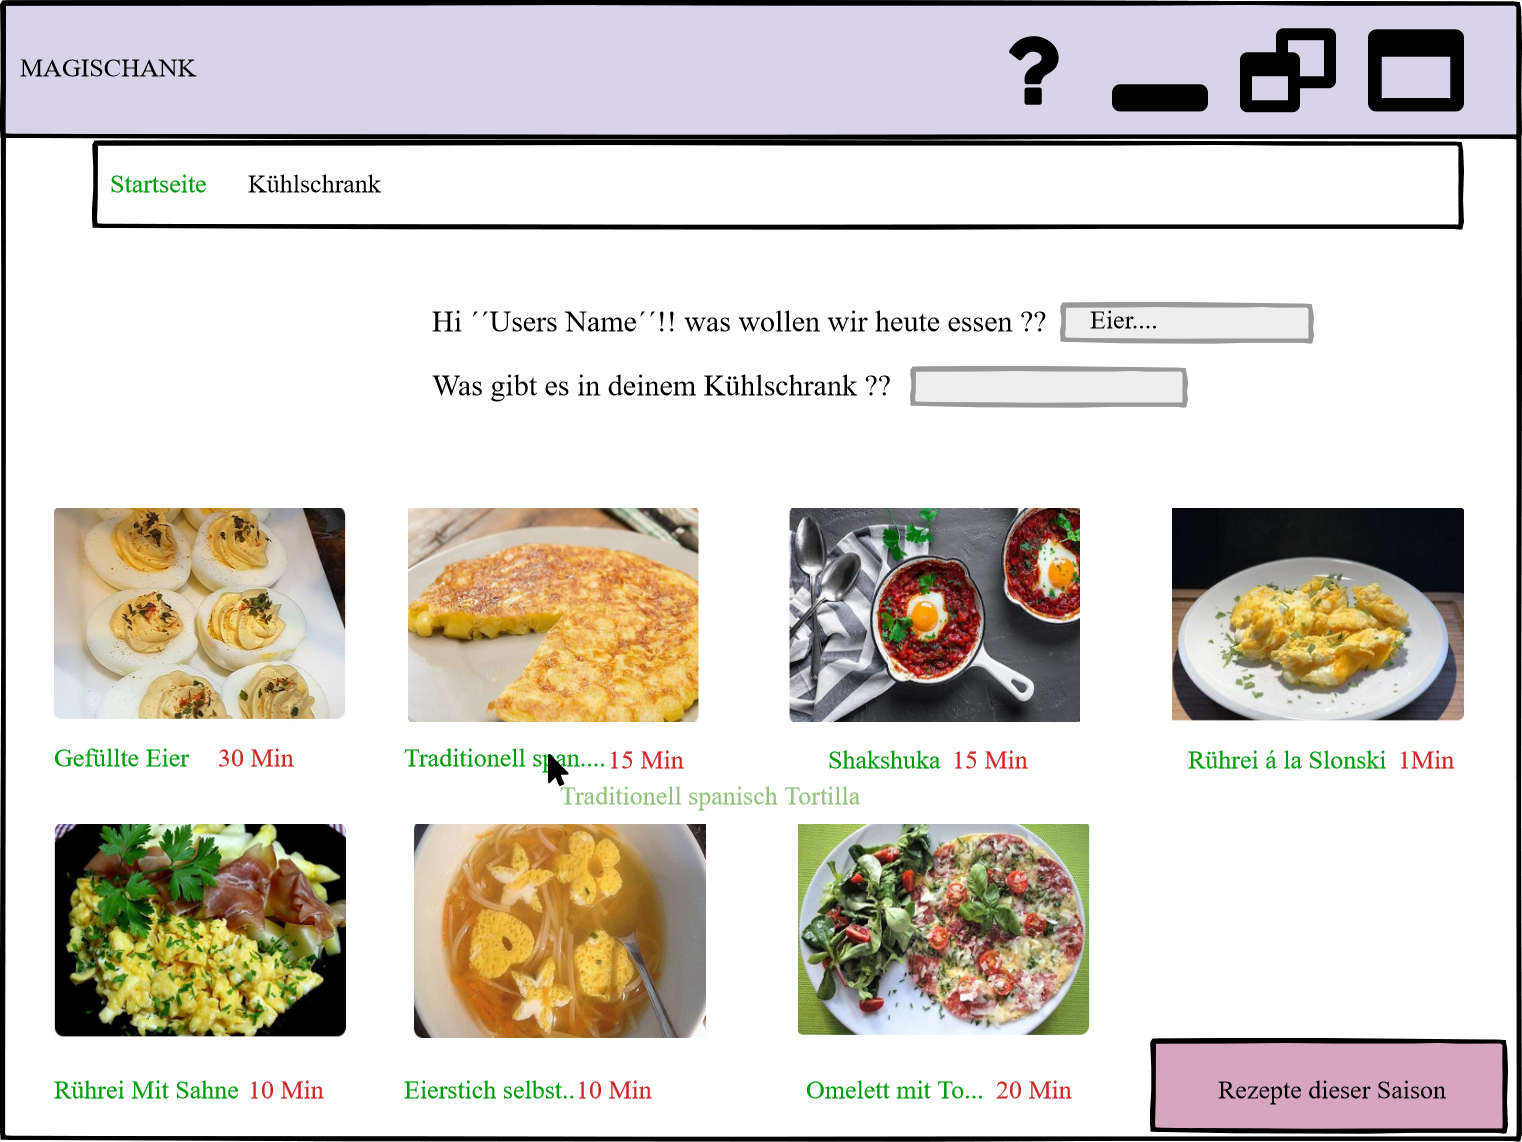 MAGISCHANK
Startseite Kühlschrank
Hi ´´Users Name´´!! was wollen wir heute essen ?? Eier....
Was gibt es in deinem Kühlschrank ??
Gefüllte Eier 30 Min
Traditionell span.... 15 Min
Shakshuka 15 Min
Rührei á la Slonski 1Min
Traditionell spanisch Tortilla
Rührei Mit Sahne 10 Min
Eierstich selbst.. 10 Min
Omelett mit To... 20 Min
Rezepte dieser Saison